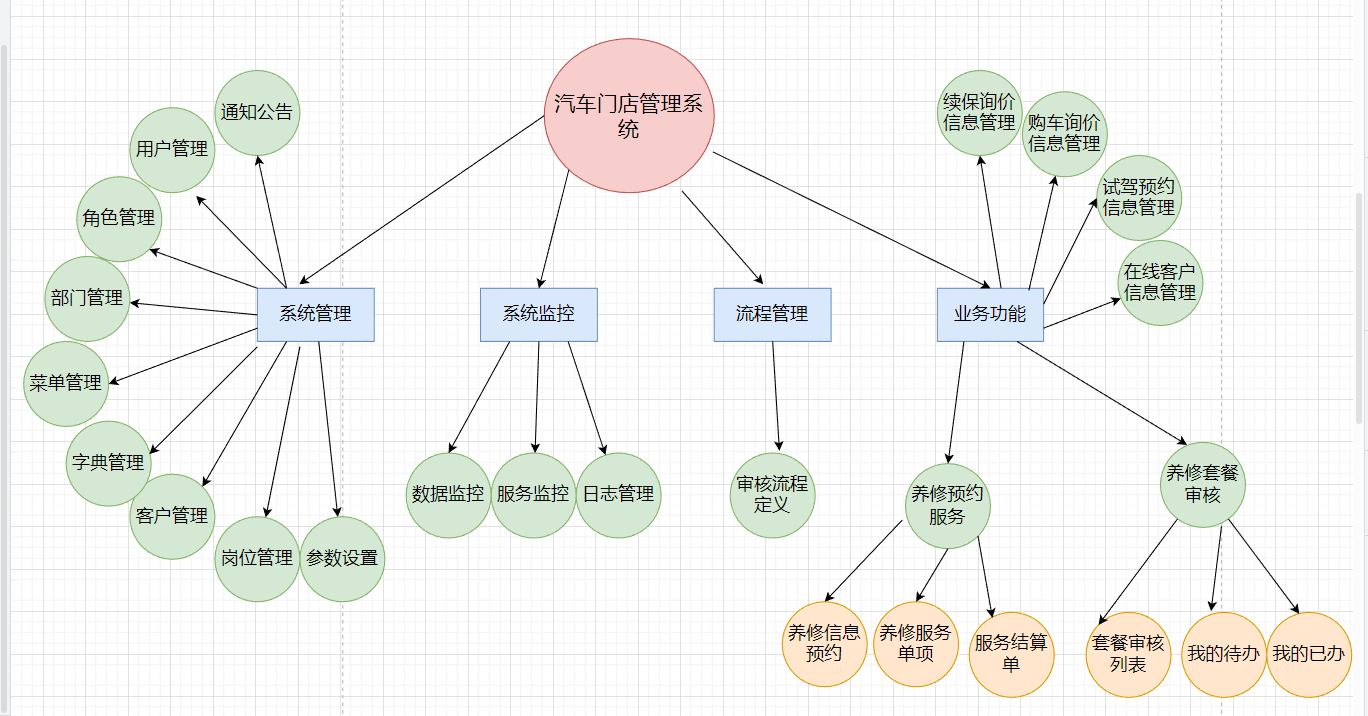 汽车门店管理系
统
通知公告
用户管理
角色管理
部门管理
菜单管理
字典管理
客户管理
岗位管理
参数设置
系统管理
系统监控
流程管理
业务功能
续保询价
信息管理
购车询价
信息管理
试驾预约
信息管理
在线客户
信息管理
数据监控
服务监控
日志管理
审核流程
定义
养修预约
服务
养修套餐
审核
养修信息
预约
养修服务
单项
服务结算
单
套餐审核
列表
我的待办
我的已办